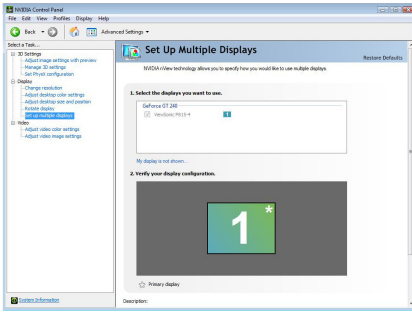 NVIDIA Control Panel
File Edit View Profiles Display Help
Back
Advanced Settings
Select a Task...
3D Settings
Adjust image settings with preview
Manage 3D settings
Set PhysX configuration
Display
Change resolution
Adjust desktop color settings
Adjust desktop size and position
Rotate display
Set up multiple displays
Video
Adjust video color settings
Adjust video image settings
System Information
Set Up Multiple Displays
Restore Defaults
NVIDIA nView technology allows you to specify how you would like to use multiple displays.
1. Select the displays you want to use.
GeForce GT 240
ViewSonic P815-4 1
My display is not shown...
2. Verify your display configuration.
1 *
Primary display
Description: